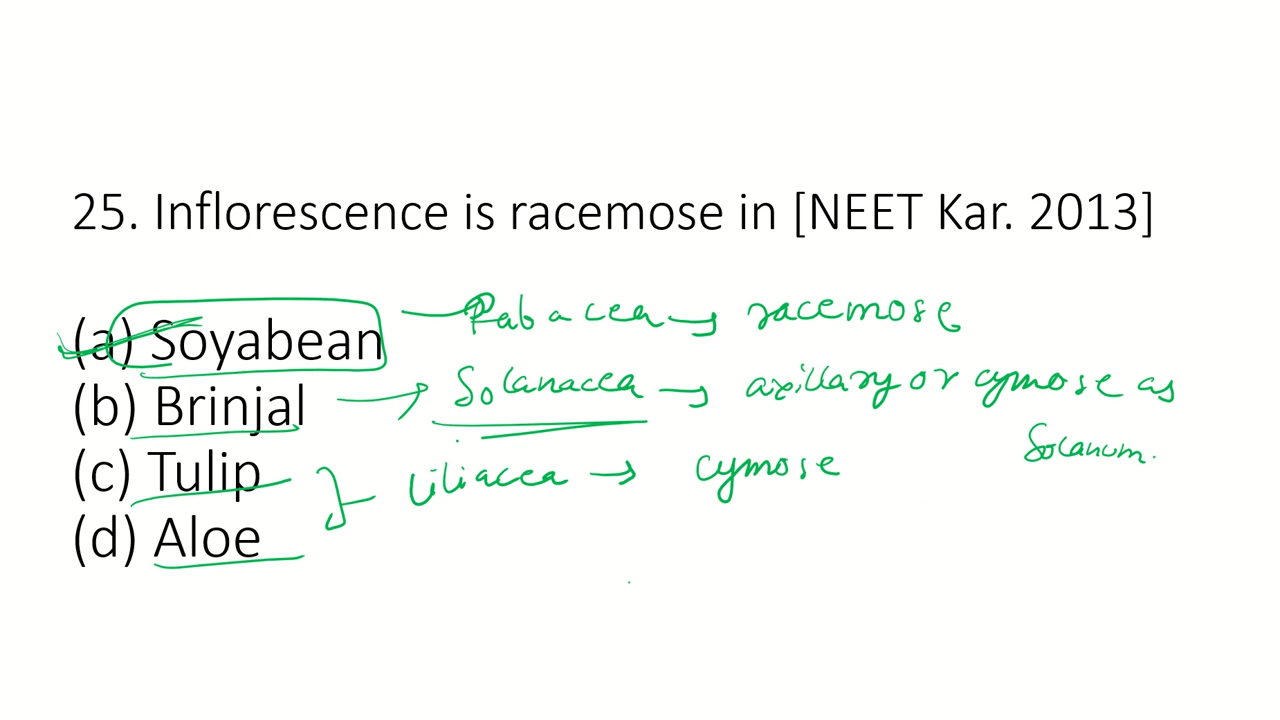 25. Inflorescence is racemose in [NEET Kar. 2013]
(a) Soyabean → Fabacea → racemose
(b) Brinjal → Solanacea → axillary or cymose as
Solanum.
(c) Tulip } Liliacea → cymose
(d) Aloe